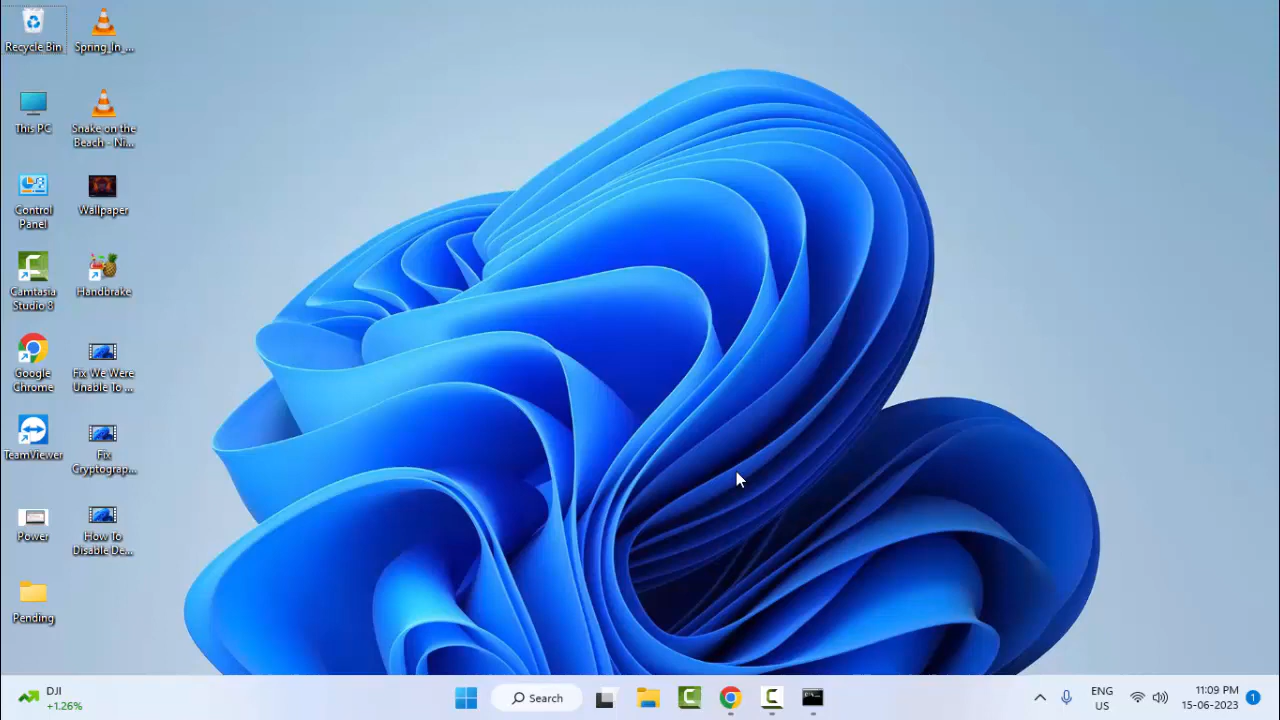 Recycle Bin
Spring_In_...
This PC
Snake on the
Beach - Ni...
Control
Panel
Wallpaper
Camtasia
Studio 8
Handbrake
Google
Chrome
Fix We Were
Unable To ...
TeamViewer
Fix
Cryptograp...
Power
How To
Disable De...
Pending
DJI
+1.26%
Search
ENG
US
11:09 PM
15-06-2023
1